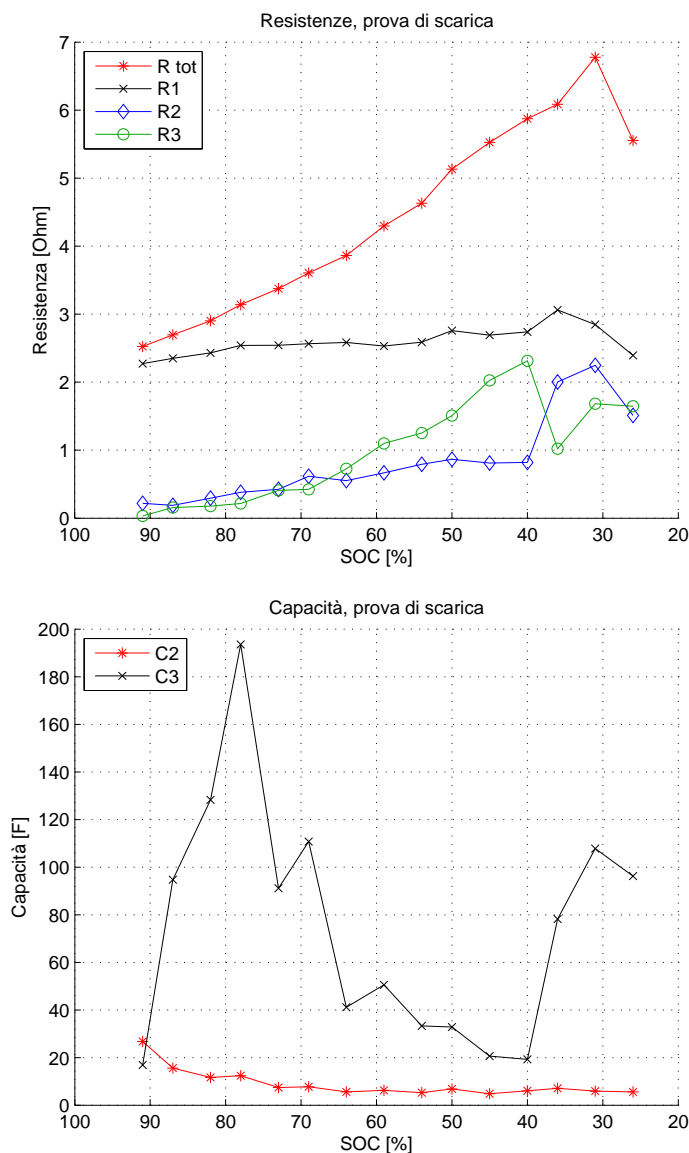 Resistenze, prova di scarica
7
6
5
4
3
2
1
0
Resistenza [Ohm]
R tot
R1
R2
R3
100 90 80 70 60 50 40 30 20
SOC [%]
Capacità, prova di scarica
200
180
160
140
120
100
80
60
40
20
0
Capacità [F]
C2
C3
100 90 80 70 60 50 40 30 20
SOC [%]